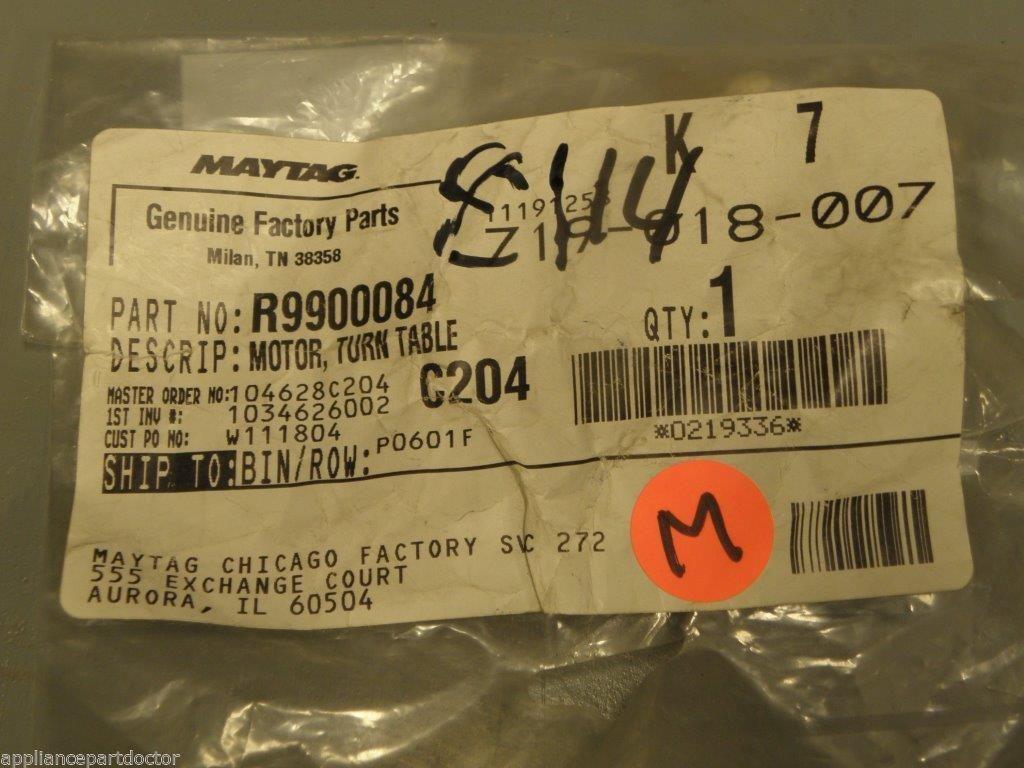 MAYTAG
K 7
Genuine Factory Parts
Milan, TN 38358
-018-007
PART NO: R9900084
QTY: 1
DESCRIP: MOTOR, TURN TABLE
MASTER ORDER NO: 104628C204
C204
1ST INV #: 1034626002
CUST PO NO: W111804
P0601F
*0219336*
SHIP TO: BIN/ROW:
M
MAYTAG CHICAGO FACTORY SVC 272
555 EXCHANGE COURT
AURORA, IL 60504
appliancepartdoctor